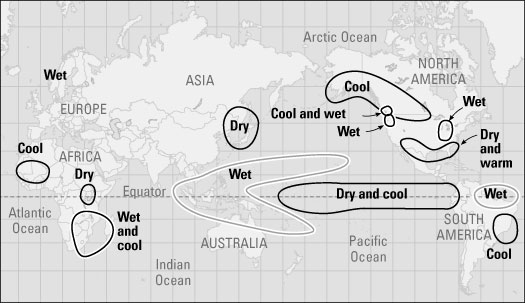 Arctic Ocean
NORTH
AMERICA
Wet
ASIA
Cool
EUROPE
Cool and wet
Wet
Wet
Dry
Dry
and
warm
Cool
AFRICA
Dry
Wet
Equator
Dry and cool
Wet
Atlantic
Ocean
Wet
and
cool
AUSTRALIA
Pacific
Ocean
SOUTH
AMERICA
Cool
Indian
Ocean